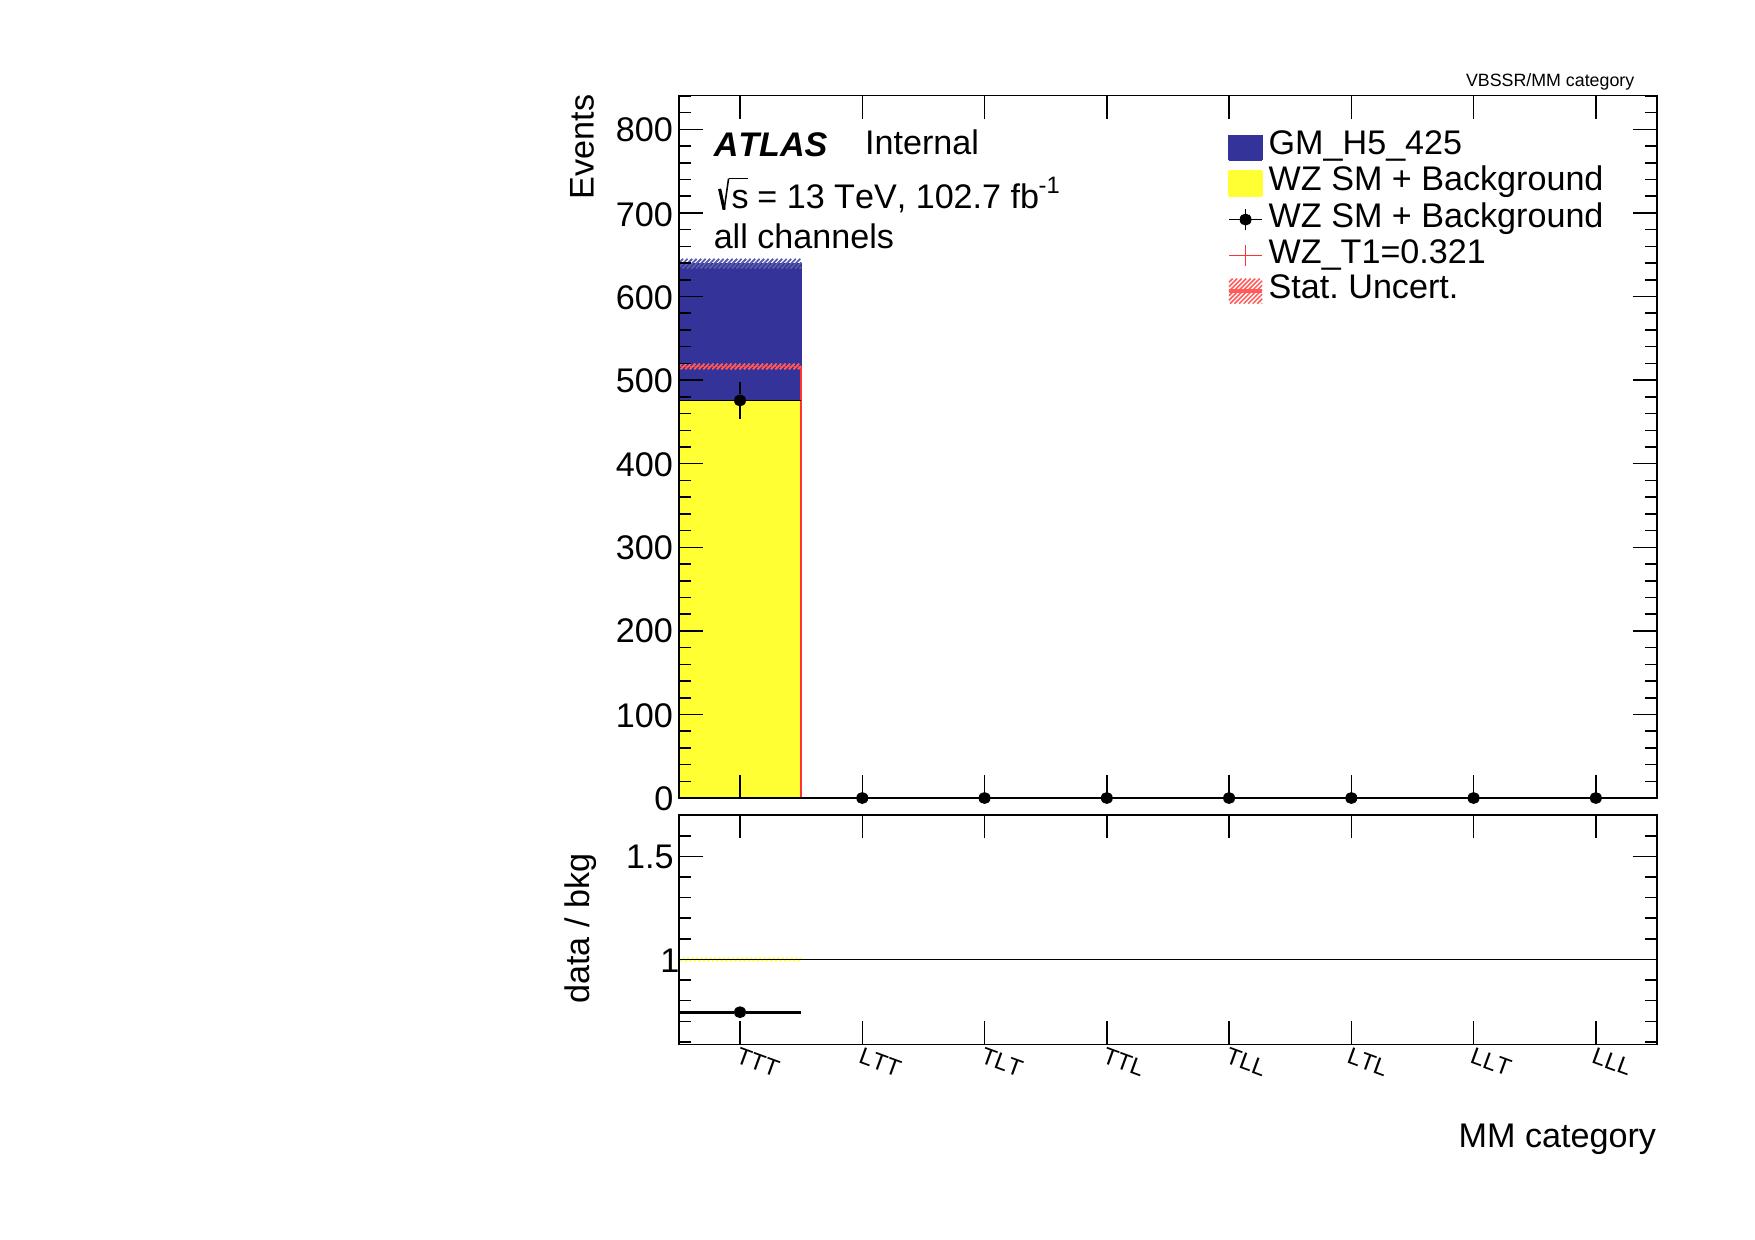 VBSSR/MM category
Events
800
700
600
500
400
300
200
100
0
ATLAS Internal
√s = 13 TeV, 102.7 fb-1
all channels
GM_H5_425
WZ SM + Background
WZ SM + Background
WZ_T1=0.321
Stat. Uncert.
data / bkg
1.5
1
TTT LTT TLT TTL TLL LTL LLT LLL
MM category